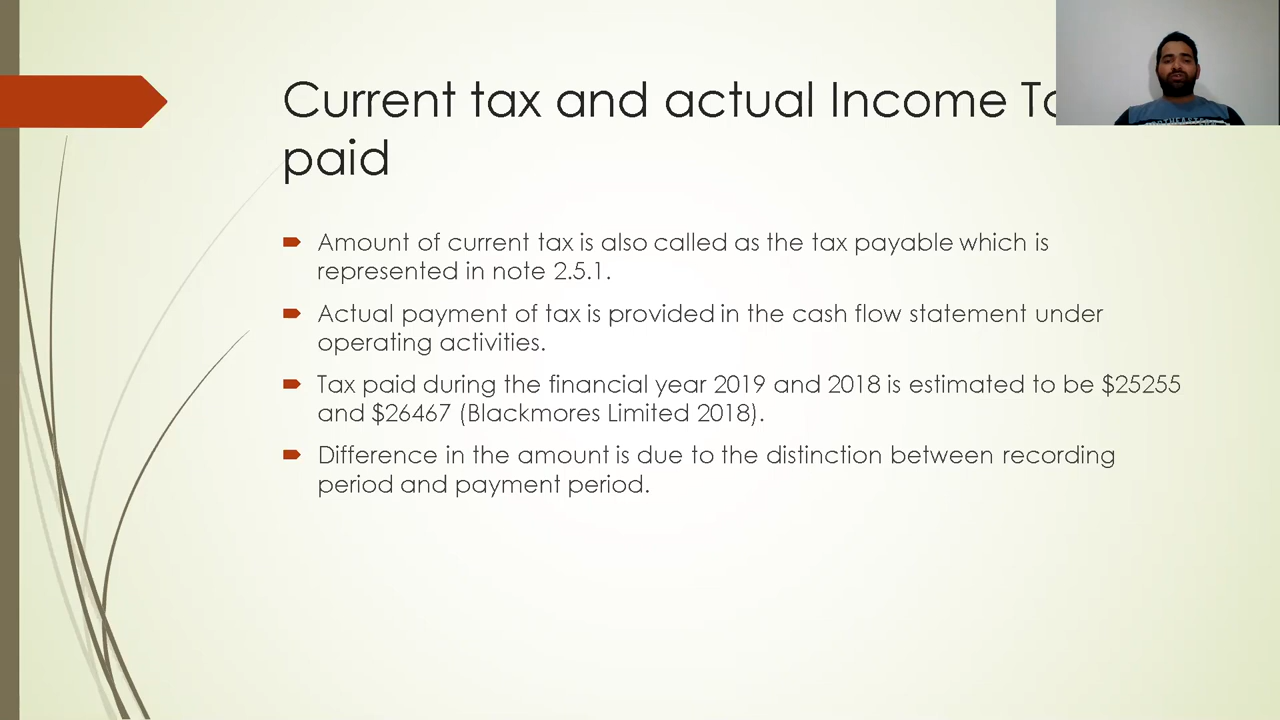 Current tax and actual Income
paid
Amount of current tax is also called as the tax payable which is
represented in note 2.5.1.
Actual payment of tax is provided in the cash flow statement under
operating activities.
Tax paid during the financial year 2019 and 2018 is estimated to be $25255
and $26467 (Blackmores Limited 2018).
Difference in the amount is due to the distinction between recording
period and payment period.